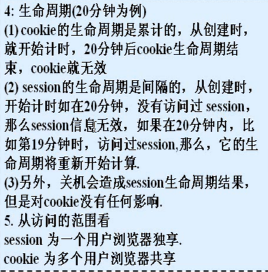 4: 生命周期(20分钟为例)
(1) cookie的生命周期是累计的，从创建时，
就开始计时，20分钟后cookie生命周期结
束，cookie就无效
(2) session的生命周期是间隔的，从创建时，
开始计时如在20分钟，没有访问过 session，
那么session信息无效，如果在20分钟内，比
如第19分钟时，访问过session,那么，它的生
命周期将重新开始计算.
(3)另外，关机会造成session生命周期结果，
但是对cookie没有任何影响.
5. 从访问的范围看
session 为一个用户浏览器独享.
cookie 为多个用户浏览器共享